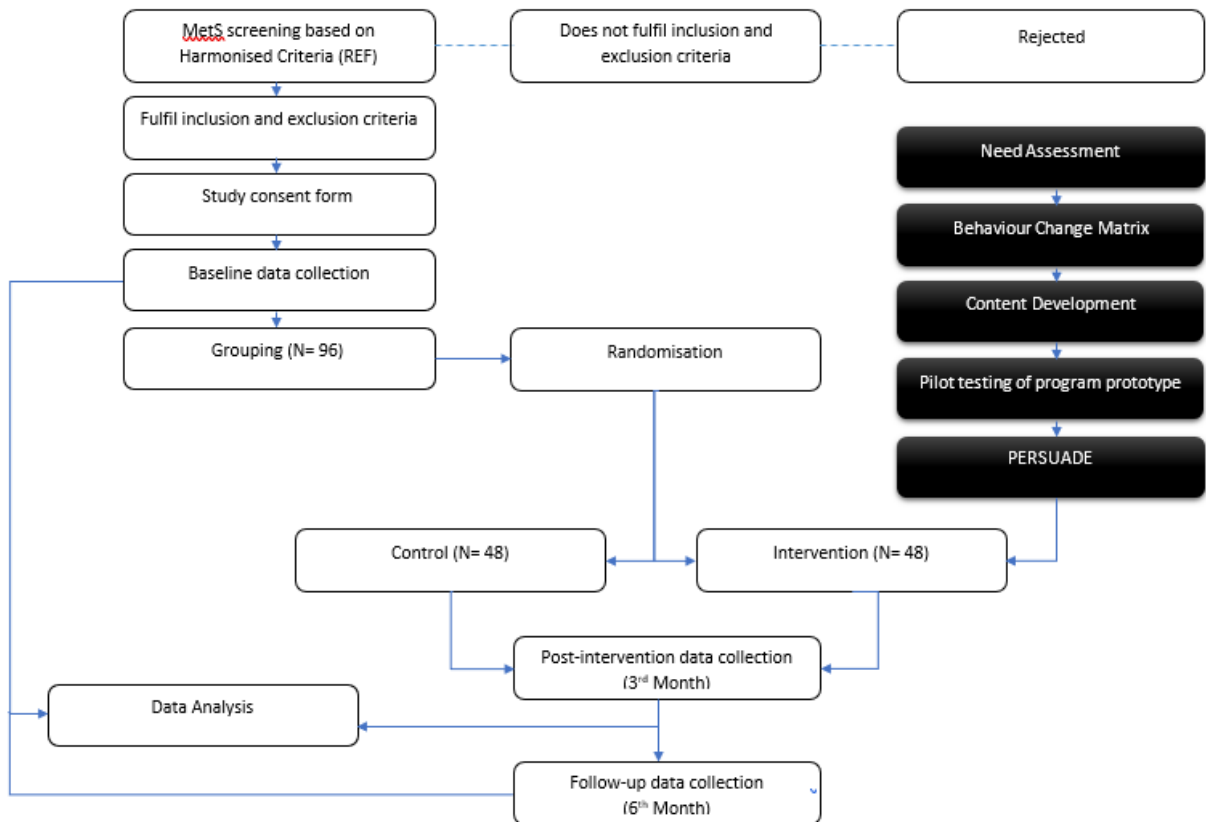 MetS screening based on
Harmonised Criteria (REF)
Does not fulfil inclusion and
exclusion criteria
Rejected
Fulfil inclusion and exclusion criteria
Study consent form
Baseline data collection
Grouping (N= 96)
Randomisation
Need Assessment
Behaviour Change Matrix
Content Development
Pilot testing of program prototype
PERSUADE
Control (N= 48)
Intervention (N= 48)
Post-intervention data collection
(3rd Month)
Data Analysis
Follow-up data collection
(6th Month)